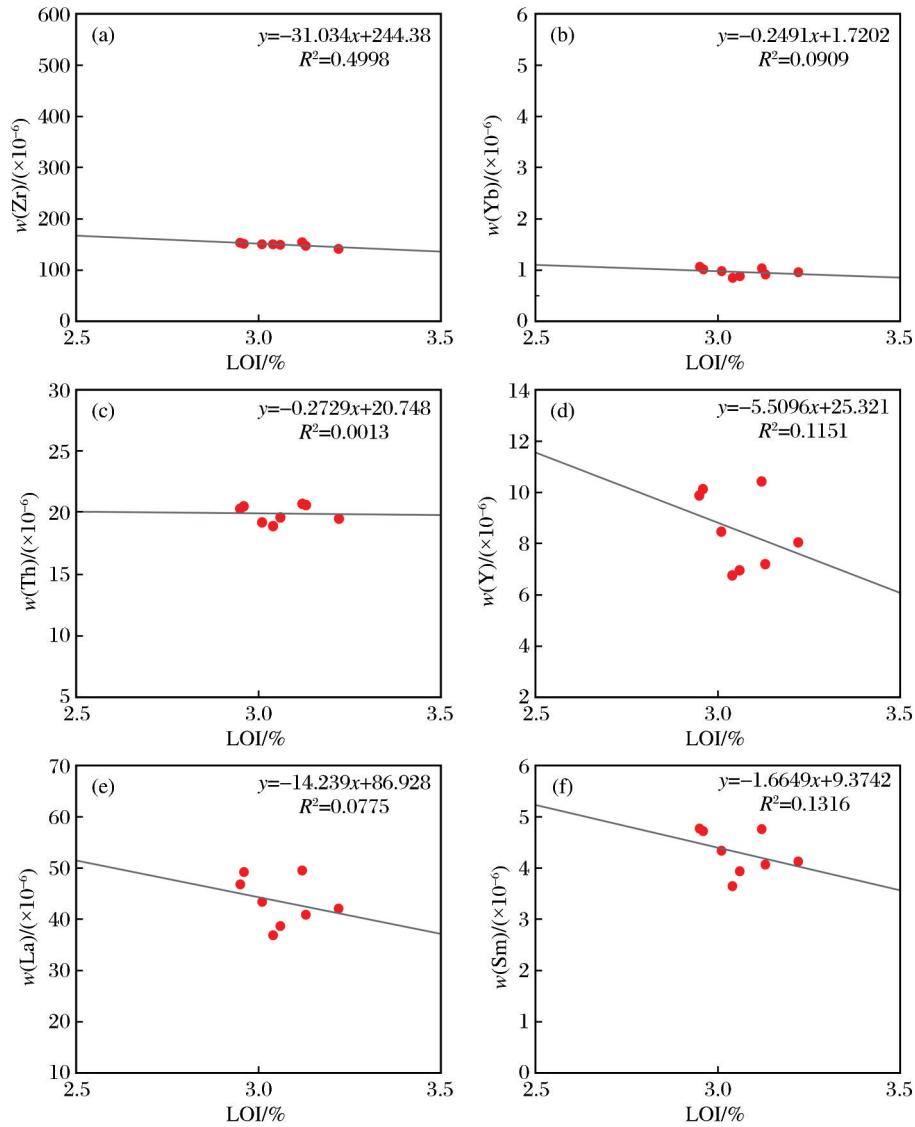 (a)
y=−31.034x+244.38
R²=0.4998
600
500
400
300
200
100
0
w(Zr)/(×10⁻⁶)
2.5 3.0 3.5
LOI/%
(b)
y=−0.2491x+1.7202
R²=0.0909
6
5
4
3
2
1
0
w(Yb)/(×10⁻⁶)
2.5 3.0 3.5
LOI/%
(c)
y=−0.2729x+20.748
R²=0.0013
30
25
20
15
10
5
w(Th)/(×10⁻⁶)
2.5 3.0 3.5
LOI/%
(d)
y=−5.5096x+25.321
R²=0.1151
14
12
10
8
6
4
2
w(Y)/(×10⁻⁶)
2.5 3.0 3.5
LOI/%
(e)
y=−14.239x+86.928
R²=0.0775
70
60
50
40
30
20
10
w(La)/(×10⁻⁶)
2.5 3.0 3.5
LOI/%
(f)
y=−1.6649x+9.3742
R²=0.1316
6
5
4
3
2
1
0
w(Sm)/(×10⁻⁶)
2.5 3.0 3.5
LOI/%